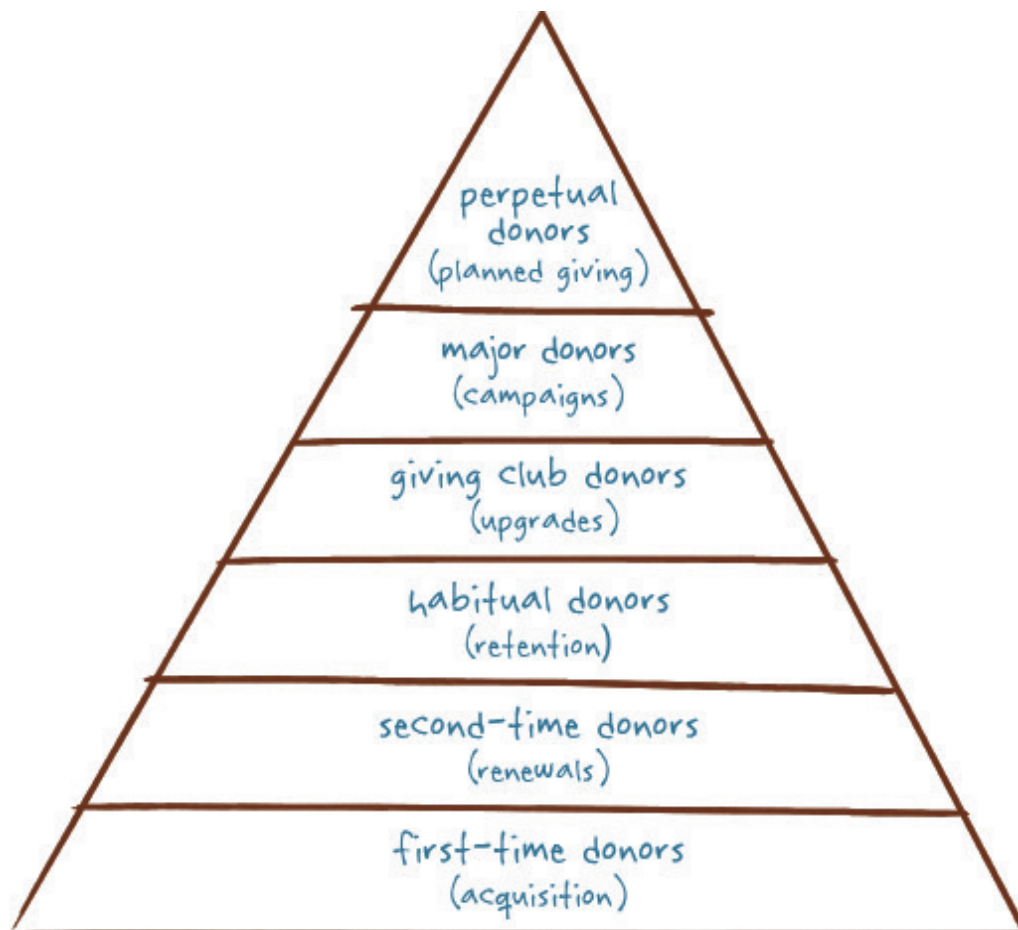 perpetual
donors
(planned giving)
major donors
(campaigns)
giving club donors
(upgrades)
habitual donors
(retention)
second-time donors
(renewals)
first-time donors
(acquisition)